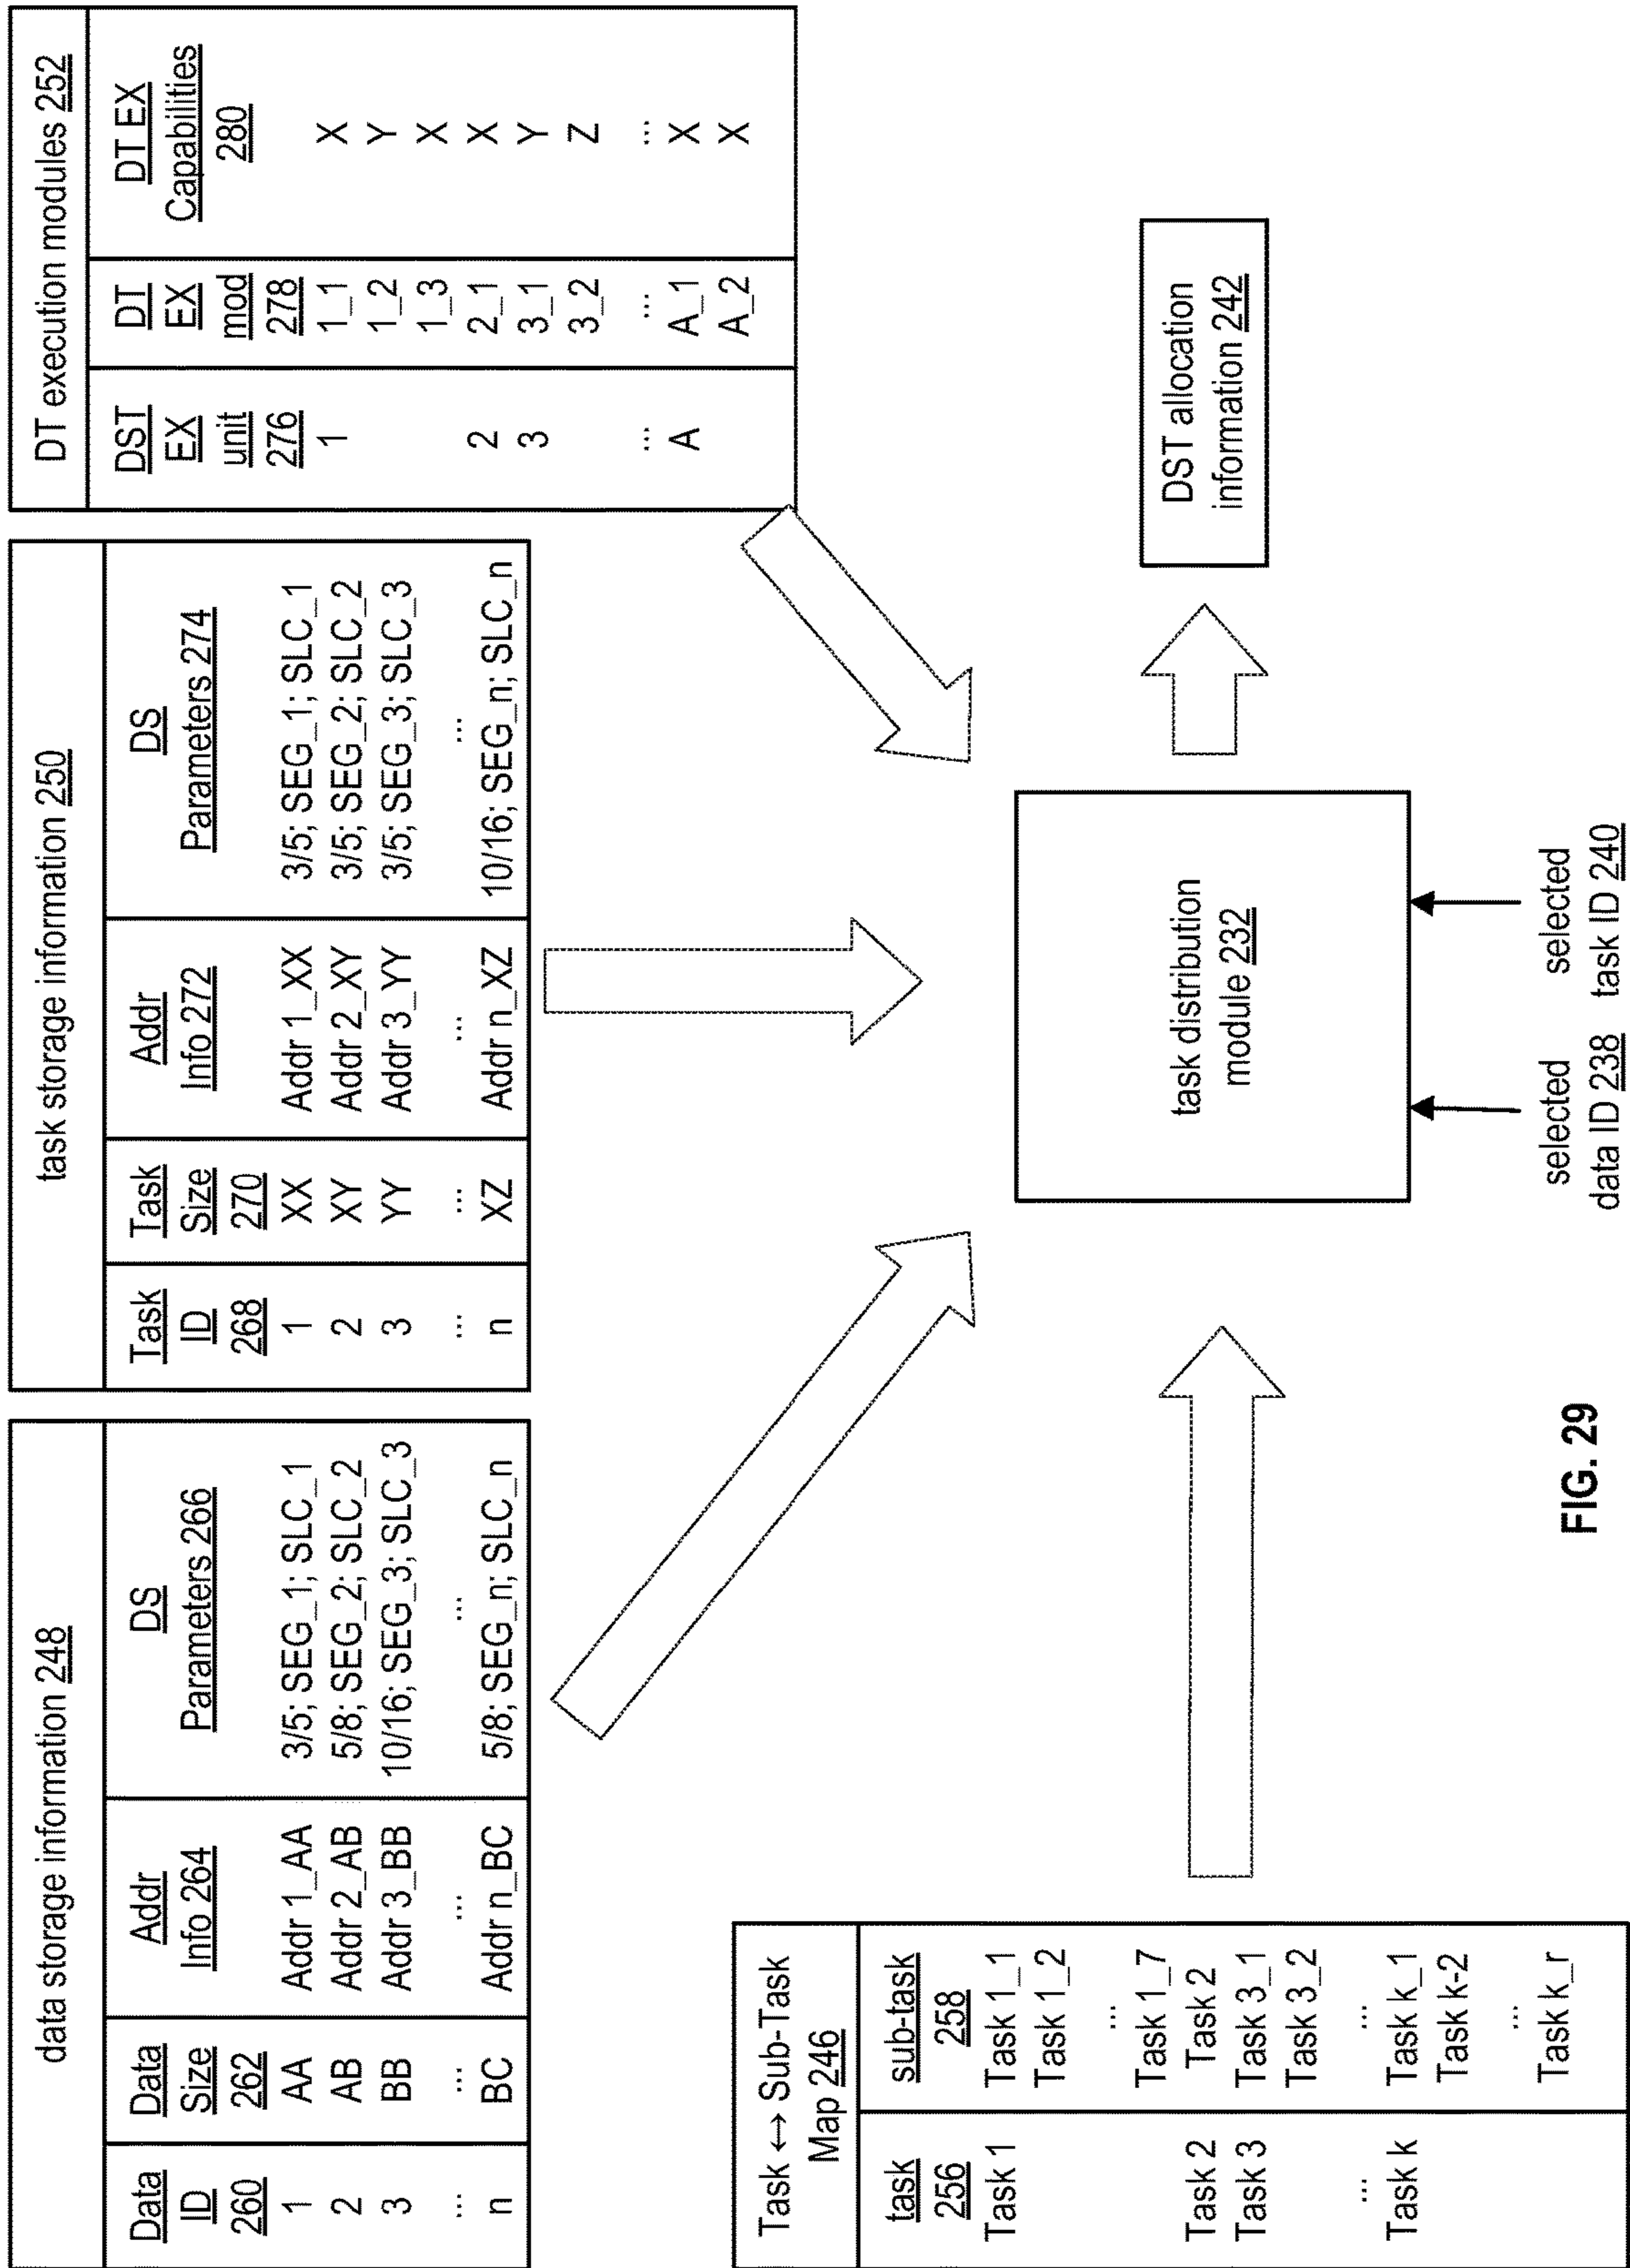 data storage information 248
Data ID 260 | Data Size 262 | Addr Info 264 | DS Parameters 266
1 | AA | Addr 1_AA | 3/5; SEG_1; SLC_1
2 | AB | Addr 2_AB | 5/8; SEG_2; SLC_2
3 | BB | Addr 3_BB | 10/16; SEG_3; SLC_3
... | ... | ... | ...
n | BC | Addr n_BC | 5/8; SEG_n; SLC_n
task storage information 250
Task ID 268 | Task Size 270 | Addr Info 272 | DS Parameters 274
1 | XX | Addr 1_XX | 3/5; SEG_1; SLC_1
2 | XY | Addr 2_XY | 3/5; SEG_2; SLC_2
3 | YY | Addr 3_YY | 3/5; SEG_3; SLC_3
... | ... | ... | ...
n | XZ | Addr n_XZ | 10/16; SEG_n; SLC_n
DT execution modules 252
DST EX unit 276 | DT EX mod 278 | DT EX Capabilities 280
1 | 1_1 | X
1_2 | Y
1_3 | X
2 | 2_1 | X
3 | 3_1 | Y
3_2 | Z
... | ... | ...
A | A_1 | X
A_2 | X
Task ↔ Sub-Task
Map 246
task 256 | sub-task 258
Task 1 | Task 1_1
Task 1_2
...
Task 1_7
Task 2 | Task 2
Task 3 | Task 3_1
Task 3_2
... | ...
Task k | Task k_1
Task k-2
...
Task k_r
task distribution
module 232
selected
data ID 238
selected
task ID 240
DST allocation
information 242
FIG. 29